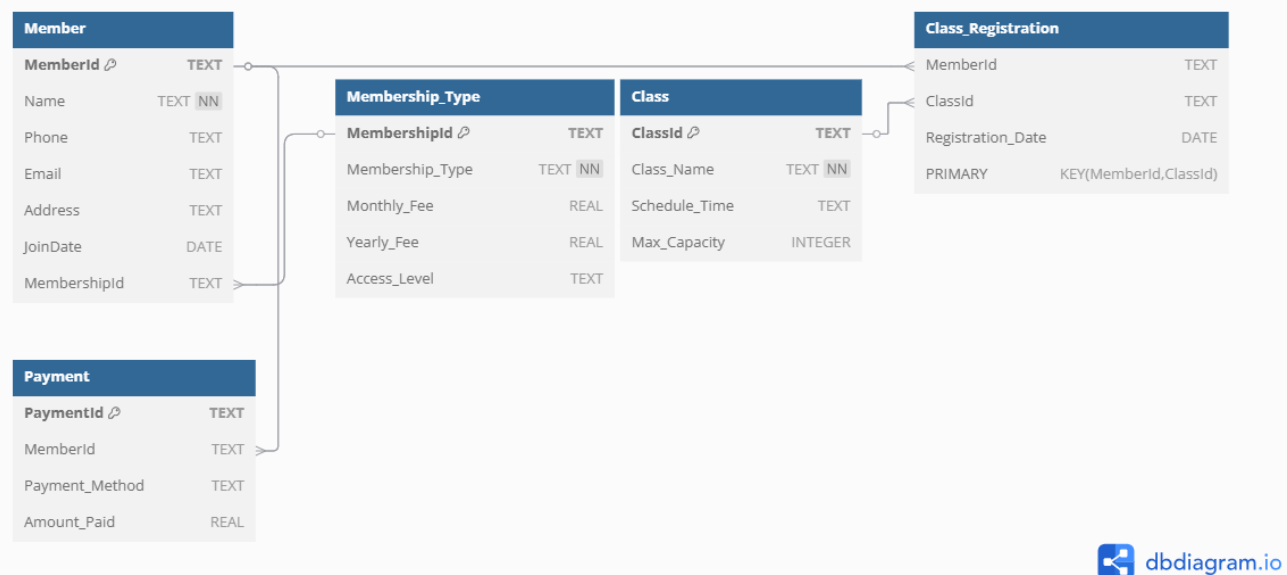 Member
MemberId TEXT
Name TEXT NN
Phone TEXT
Email TEXT
Address TEXT
JoinDate DATE
MembershipId TEXT
Payment
PaymentId TEXT
MemberId TEXT
Payment_Method TEXT
Amount_Paid REAL
Membership_Type
MembershipId TEXT
Membership_Type TEXT NN
Monthly_Fee REAL
Yearly_Fee REAL
Access_Level TEXT
Class
ClassId TEXT
Class_Name TEXT NN
Schedule_Time TEXT
Max_Capacity INTEGER
Class_Registration
MemberId TEXT
ClassId TEXT
Registration_Date DATE
PRIMARY KEY(MemberId,ClassId)
dbdiagram.io